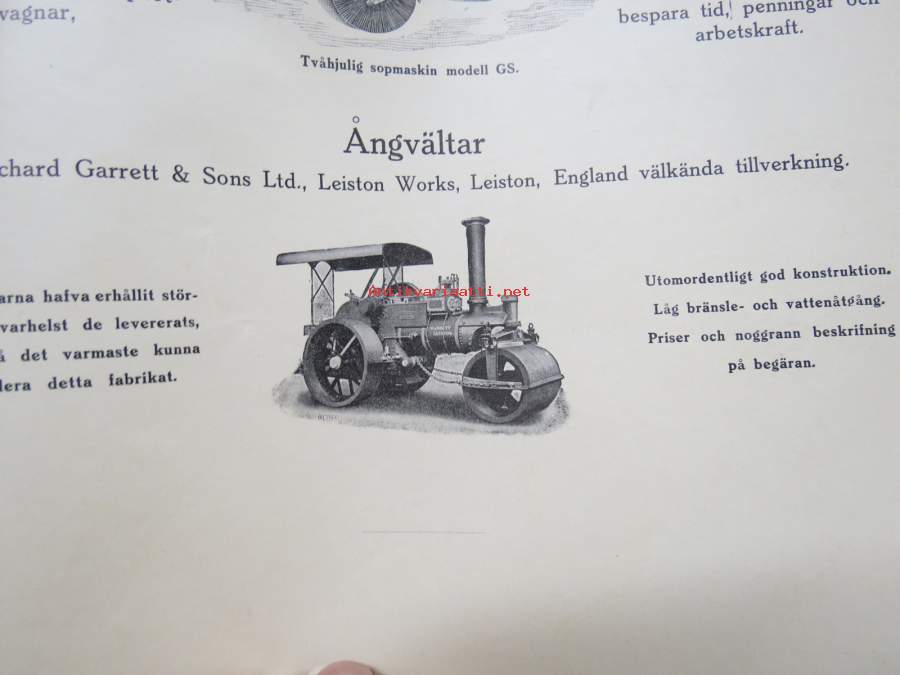 vagnar,
bespara tid, penningar och
arbetskraft.
Tvåhjulig sopmaskin modell GS.
Ångvältar
chard Garrett & Sons Ltd., Leiston Works, Leiston, England välkända tillverkning.
arna hafva erhållit stör-
varhelst de levererats,
det varmaste kunna
dera detta fabrikat.
antikvariaatti.net
Utomordentligt god konstruktion.
Låg bränsle- och vattenåtgång.
Priser och noggrann beskrifning
på begäran.